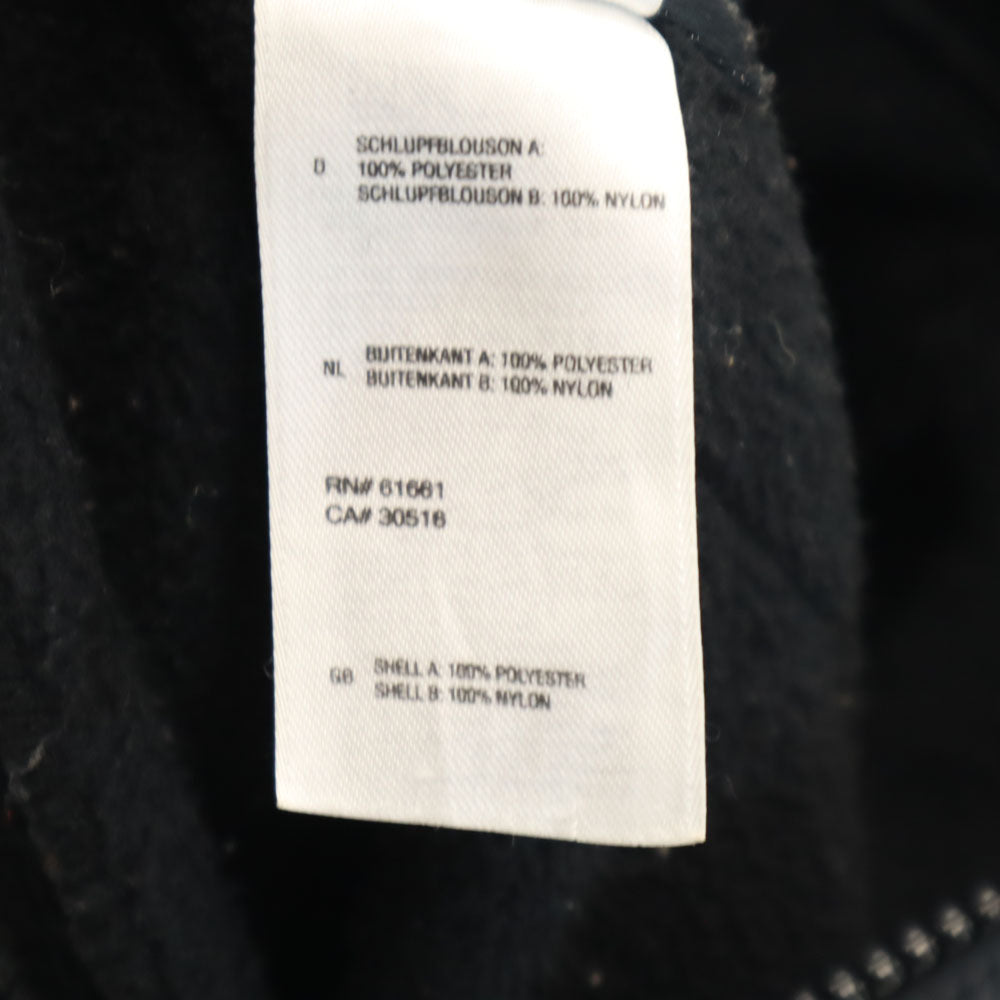 D
SCHLUPFBLOUSON A:
100% POLYESTER
SCHLUPFBLOUSON B: 100% NYLON
NL
BUITENKANT A: 100% POLYESTER
BUITENKANT B: 100% NYLON
RN# 61661
CA# 30516
GB
SHELL A: 100% POLYESTER
SHELL B: 100% NYLON